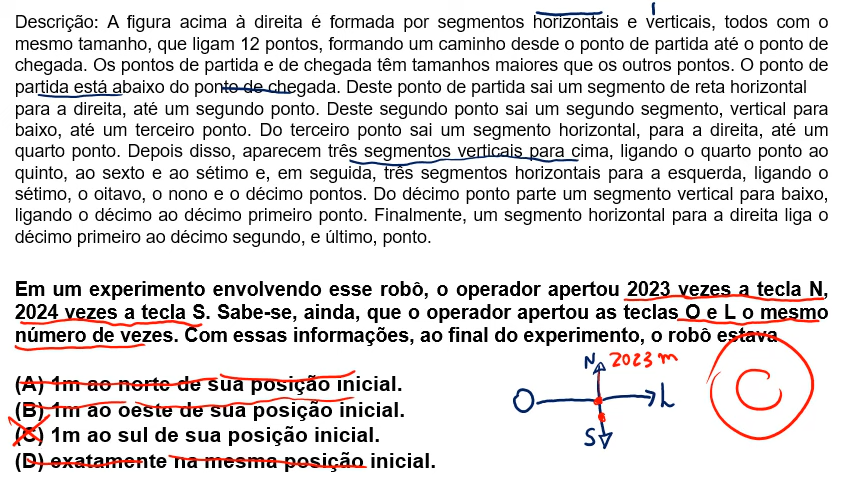 Descrição: A figura acima à direita é formada por segmentos horizontais e verticais, todos com o
mesmo tamanho, que ligam 12 pontos, formando um caminho desde o ponto de partida até o ponto de
chegada. Os pontos de partida e de chegada têm tamanhos maiores que os outros pontos. O ponto de
partida está abaixo do ponto de chegada. Deste ponto de partida sai um segmento de reta horizontal
para a direita, até um segundo ponto. Deste segundo ponto sai um segundo segmento, vertical para
baixo, até um terceiro ponto. Do terceiro ponto sai um segmento horizontal, para a direita, até um
quarto ponto. Depois disso, aparecem três segmentos verticais para cima, ligando o quarto ponto ao
quinto, ao sexto e ao sétimo e, em seguida, três segmentos horizontais para a esquerda, ligando o
sétimo, o oitavo, o nono e o décimo pontos. Do décimo ponto parte um segmento vertical para baixo,
ligando o décimo ao décimo primeiro ponto. Finalmente, um segmento horizontal para a direita liga o
décimo primeiro ao décimo segundo, e último, ponto.
Em um experimento envolvendo esse robô, o operador apertou 2023 vezes a tecla N,
2024 vezes a tecla S. Sabe-se, ainda, que o operador apertou as teclas O e L o mesmo
número de vezes. Com essas informações, ao final do experimento, o robô estava
(A) 1m ao norte de sua posição inicial.
(B) 1m ao oeste de sua posição inicial.
(C) 1m ao sul de sua posição inicial.
(D) exatamente na mesma posição inicial.
N 2023 m
O L
S
C